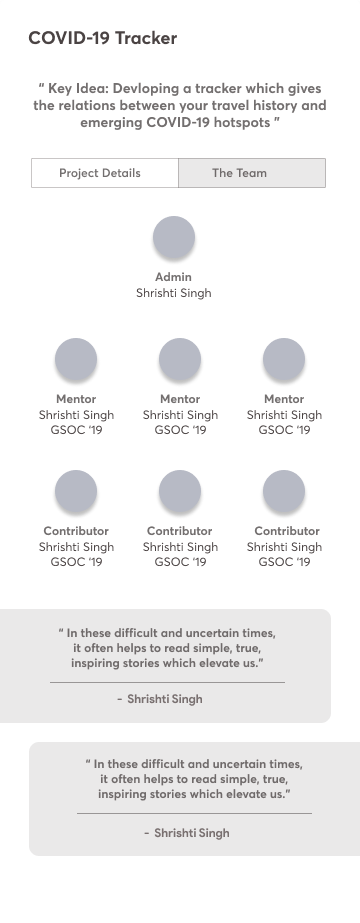 COVID-19 Tracker
“ Key Idea: Devloping a tracker which gives
the relations between your travel history and
emerging COVID-19 hotspots ”
Project Details
The Team
Admin
Shrishti Singh
Mentor
Shrishti Singh
GSOC ‘19
Mentor
Shrishti Singh
GSOC ‘19
Mentor
Shrishti Singh
GSOC ‘19
Contributor
Shrishti Singh
GSOC ‘19
Contributor
Shrishti Singh
GSOC ‘19
Contributor
Shrishti Singh
GSOC ‘19
“ In these difficult and uncertain times,
it often helps to read simple, true,
inspiring stories which elevate us.”
- Shrishti Singh
“ In these difficult and uncertain times,
it often helps to read simple, true,
inspiring stories which elevate us.”
- Shrishti Singh